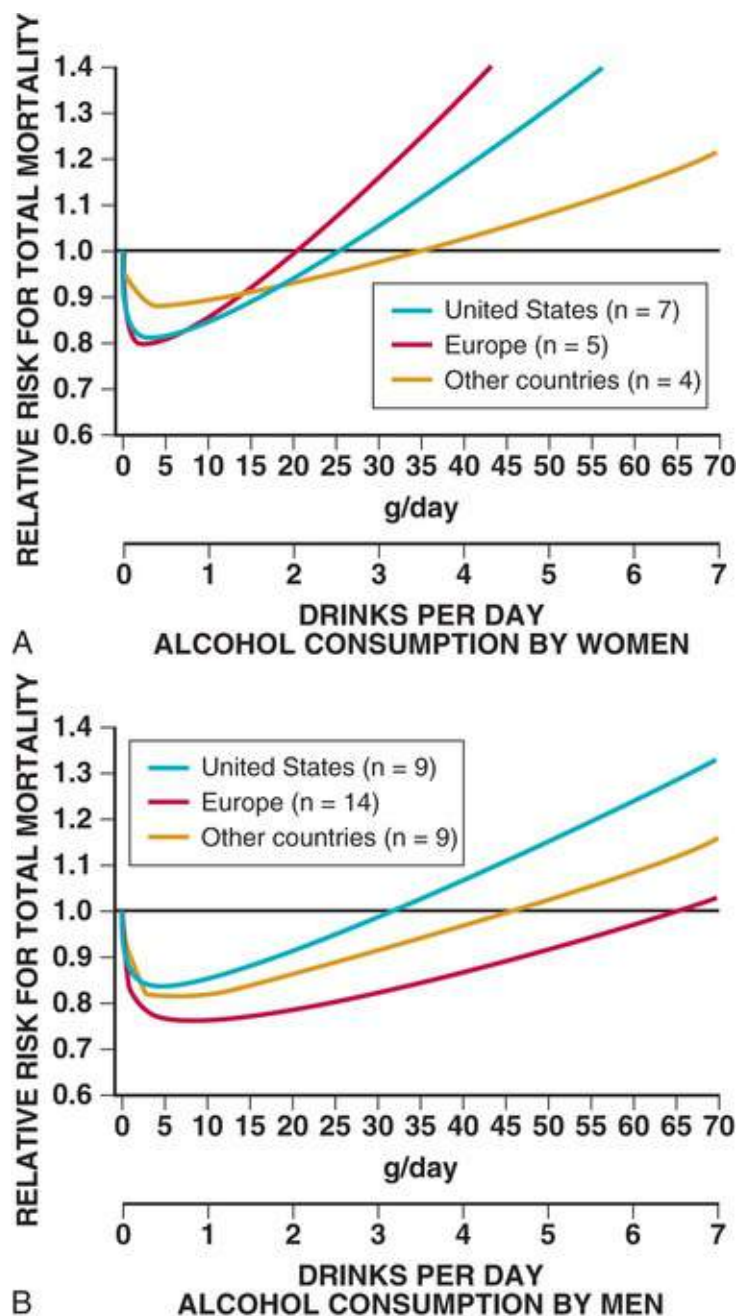 A
RELATIVE RISK FOR TOTAL MORTALITY
1.4
1.3
1.2
1.1
1.0
0.9
0.8
0.7
0.6
United States (n = 7)
Europe (n = 5)
Other countries (n = 4)
0 5 10 15 20 25 30 35 40 45 50 55 60 65 70
g/day
0 1 2 3 4 5 6 7
DRINKS PER DAY
ALCOHOL CONSUMPTION BY WOMEN
B
RELATIVE RISK FOR TOTAL MORTALITY
1.4
1.3
1.2
1.1
1.0
0.9
0.8
0.7
0.6
United States (n = 9)
Europe (n = 14)
Other countries (n = 9)
0 5 10 15 20 25 30 35 40 45 50 55 60 65 70
g/day
0 1 2 3 4 5 6 7
DRINKS PER DAY
ALCOHOL CONSUMPTION BY MEN